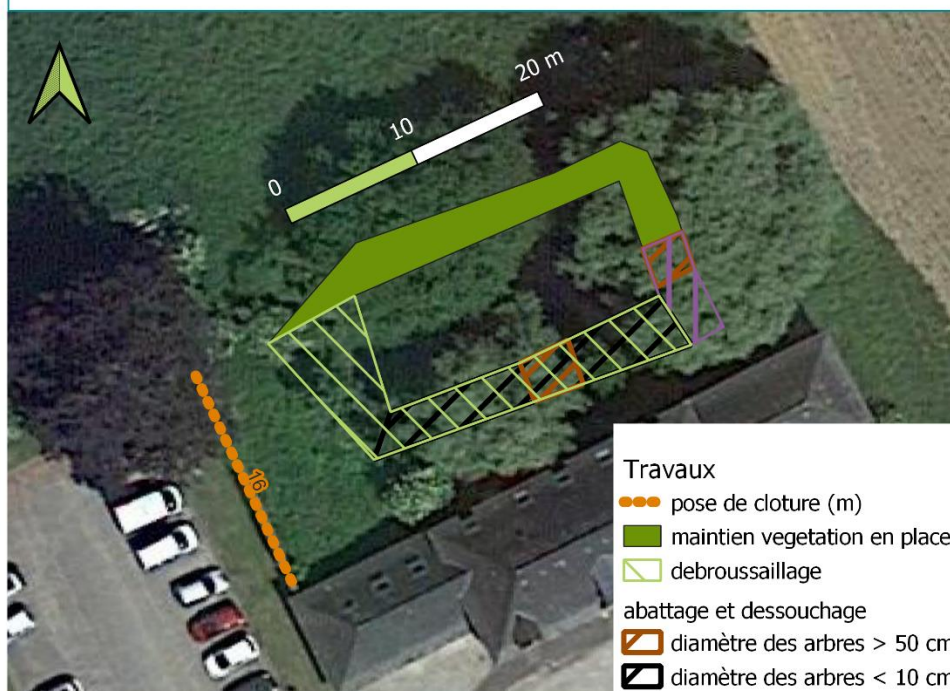 0
10
20 m
16
Travaux
pose de cloture (m)
maintien vegetation en place
debroussaillage
abattage et dessouchage
diamètre des arbres > 50 cm
diamètre des arbres < 10 cm